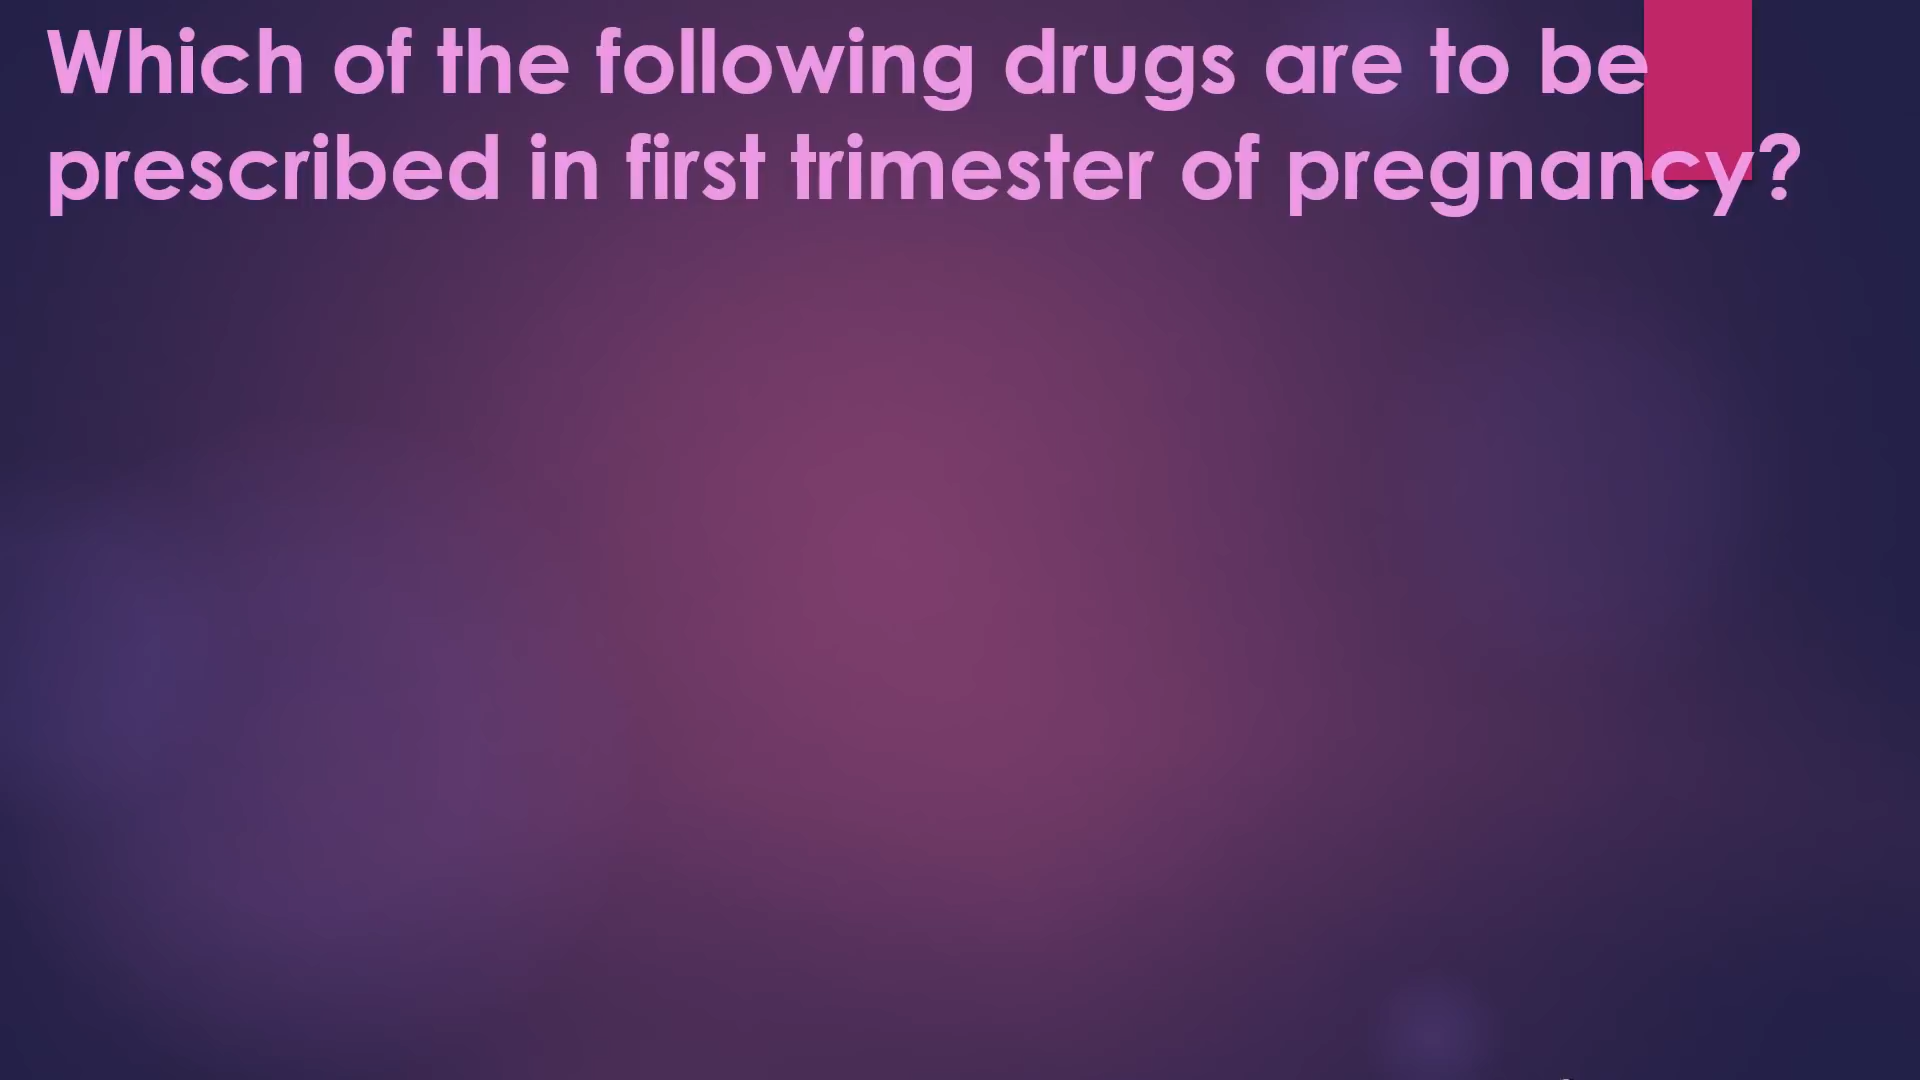 Which of the following drugs are to be
prescribed in first trimester of pregnancy?